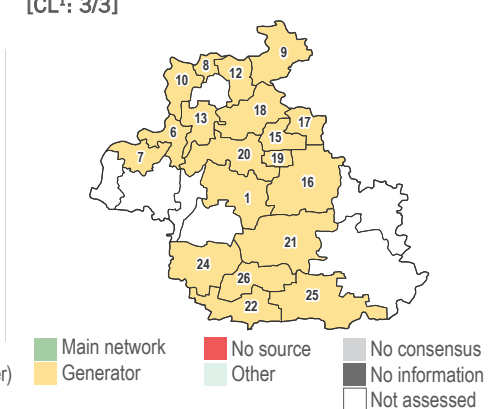 [CL¹: 3/3]
9
8
12
10
18
13
17
6
15
7
20
19
16
1
21
24
26
25
22
Main network
No source
No consensus
er)
Generator
Other
No information
Not assessed